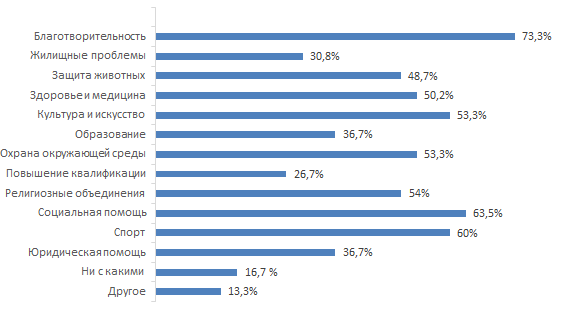 Благотворительность 73,3%
Жилищные проблемы 30,8%
Защита животных 48,7%
Здоровье и медицина 50,2%
Культура и искусство 53,3%
Образование 36,7%
Охрана окружающей среды 53,3%
Повышение квалификации 26,7%
Религиозные объединения 54%
Социальная помощь 63,5%
Спорт 60%
Юридическая помощь 36,7%
Ни с какими 16,7 %
Другое 13,3%